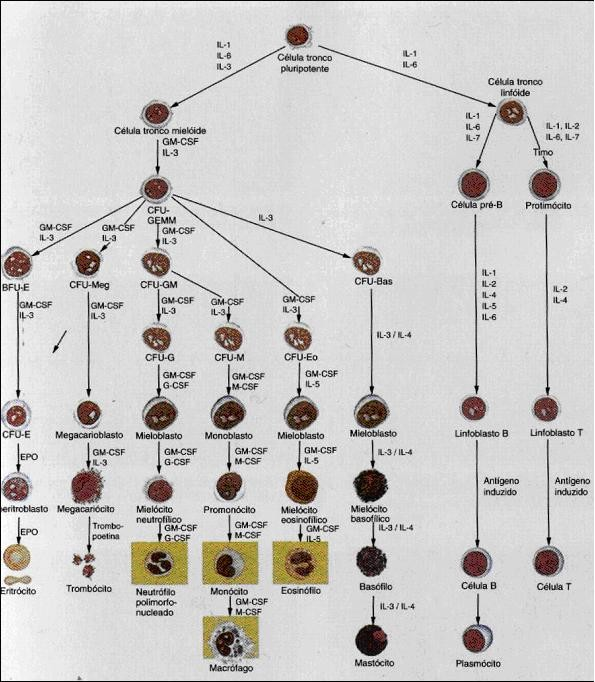 IL-1
IL-6
IL-3
Célula tronco
pluripotente
IL-1
IL-6
Célula tronco
linfóide
Célula tronco mielóide
GM-CSF
IL-3
IL-1
IL-6
IL-7
IL-1, IL-2
IL-6, IL-7
Timo
Célula pré-B
Protimócito
CFU-
GEMM
GM-CSF
IL-3
GM-CSF
IL-3
GM-CSF
IL-3
IL-3
BFU-E
CFU-Meg
CFU-GM
CFU-Bas
GM-CSF
IL-3
GM-CSF
IL-3
GM-CSF
IL-3
GM-CSF
IL-3
GM-CSF
IL-3
IL-3 / IL-4
IL-1
IL-2
IL-4
IL-5
IL-6
IL-2
IL-4
CFU-G
CFU-M
CFU-Eo
GM-CSF
G-CSF
GM-CSF
M-CSF
GM-CSF
IL-5
CFU-E
Megacarioblasto
Mieloblasto
Monoblasto
Mieloblasto
Mieloblasto
Linfoblasto B
Linfoblasto T
EPO
GM-CSF
IL-3
GM-CSF
G-CSF
GM-CSF
M-CSF
GM-CSF
IL-5
IL-3 / IL-4
Antígeno
induzido
Antígeno
induzido
eritroblasto
Megacariócito
Mielócito
neutrofílico
Promonócito
Mielócito
eosinofílico
Mielócito
basofílico
EPO
Trombo-
poetina
GM-CSF
G-CSF
GM-CSF
M-CSF
GM-CSF
IL-5
IL-3 / IL-4
Eritrócito
Trombócito
Neutrófilo
polimorfo-
nucleado
Monócito
Eosinófilo
Basófilo
Célula B
Célula T
GM-CSF
M-CSF
IL-3 / IL-4
Macrófago
Mastócito
Plasmócito